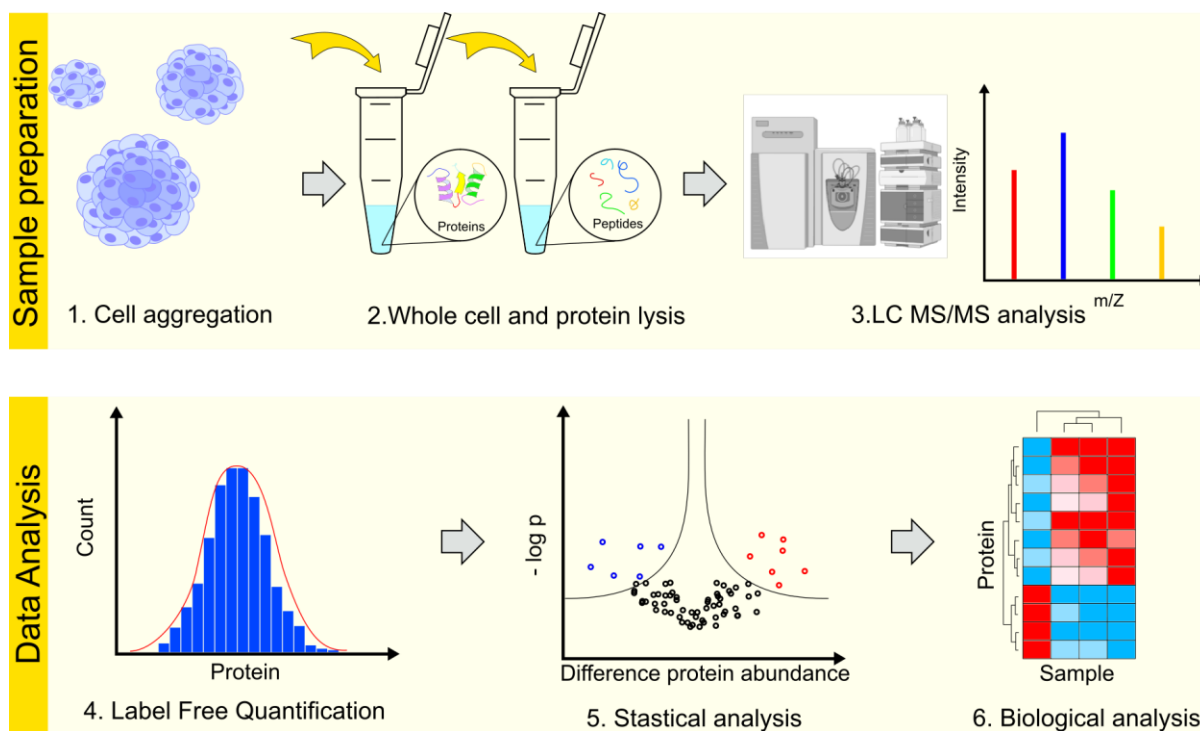 Sample preparation
Proteins
Peptides
Intensity
m/Z
1. Cell aggregation
2.Whole cell and protein lysis
3.LC MS/MS analysis
Data Analysis
Count
Protein
4. Label Free Quantification
- log p
Difference protein abundance
5. Stastical analysis
Protein
Sample
6. Biological analysis